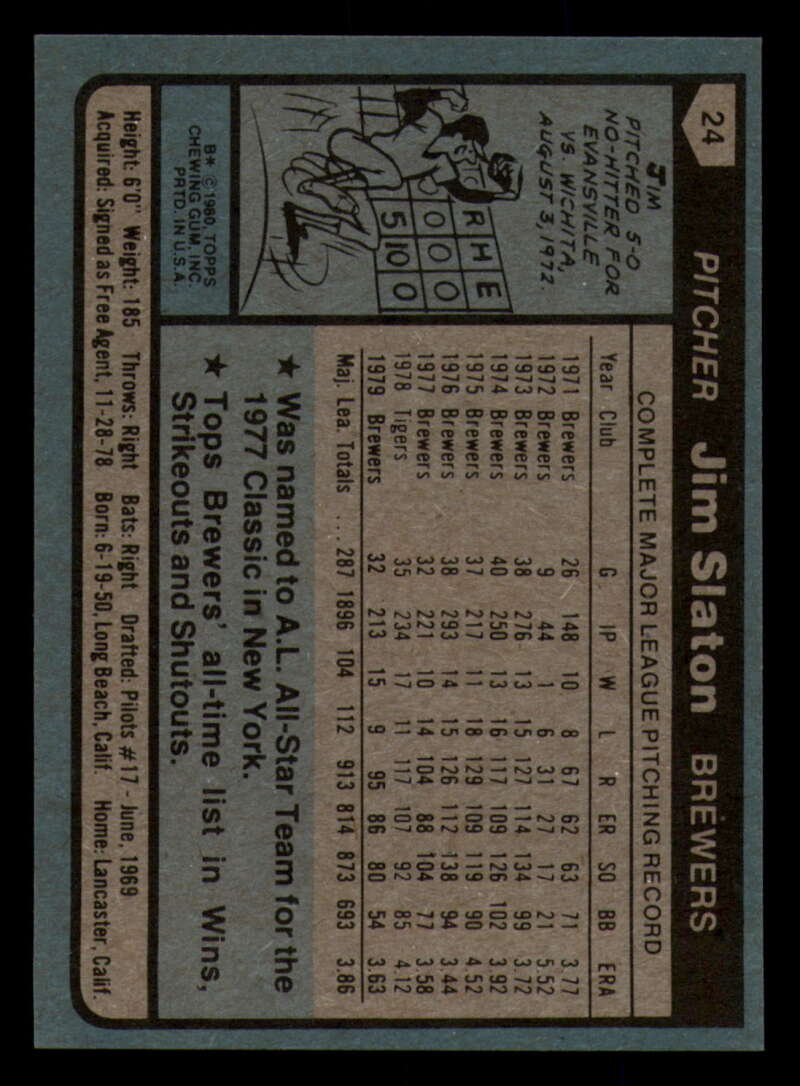 24
PITCHER Jim Slaton BREWERS
JIM
PITCHED 5-0
NO-HITTER FOR
EVANSVILLE
VS. WICHITA,
AUGUST 3, 1972.
R H E
0 0 0
5 10 0
B* © 1980, TOPPS
CHEWING GUM, INC.
PRTD. IN U.S.A.
COMPLETE MAJOR LEAGUE PITCHING RECORD
Year Club G. IP W L R ER SO BB ERA
1971 Brewers 26 148 10 8 67 62 63 71 3.77
1972 Brewers 9 44 1 6 31 27 17 21 5.52
1973 Brewers 38 276 13 15 127 114 134 99 3.72
1974 Brewers 40 250 13 16 117 109 126 102 3.92
1975 Brewers 37 217 11 18 129 109 119 90 4.52
1976 Brewers 38 293 14 15 126 112 138 94 3.44
1977 Brewers 32 221 10 14 104 88 104 77 3.58
1978 Tigers 35 234 17 11 117 107 92 85 4.12
1979 Brewers 32 213 15 9 95 86 80 54 3.63
Maj. Lea. Totals ... 287 1896 104 112 913 814 873 693 3.86
★ Was named to A.L. All-Star Team for the
1977 Classic in New York.
★ Tops Brewers' all-time list in Wins,
Strikeouts and Shutouts.
Height: 6'0" Weight: 185 Throws: Right Bats: Right Drafted: Pilots #17 - June, 1969
Acquired: Signed as Free Agent, 11-28-78 Born: 6-19-50, Long Beach, Calif. Home: Lancaster, Calif.